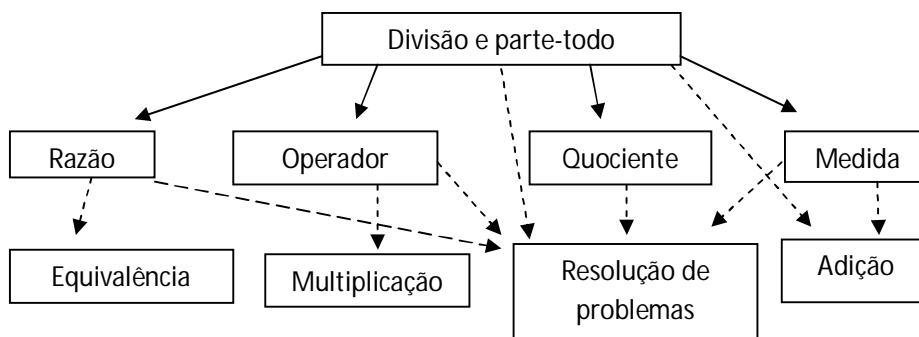 Divisão e parte-todo
Razão
Operador
Quociente
Medida
Equivalência
Multiplicação
Resolução de
problemas
Adição